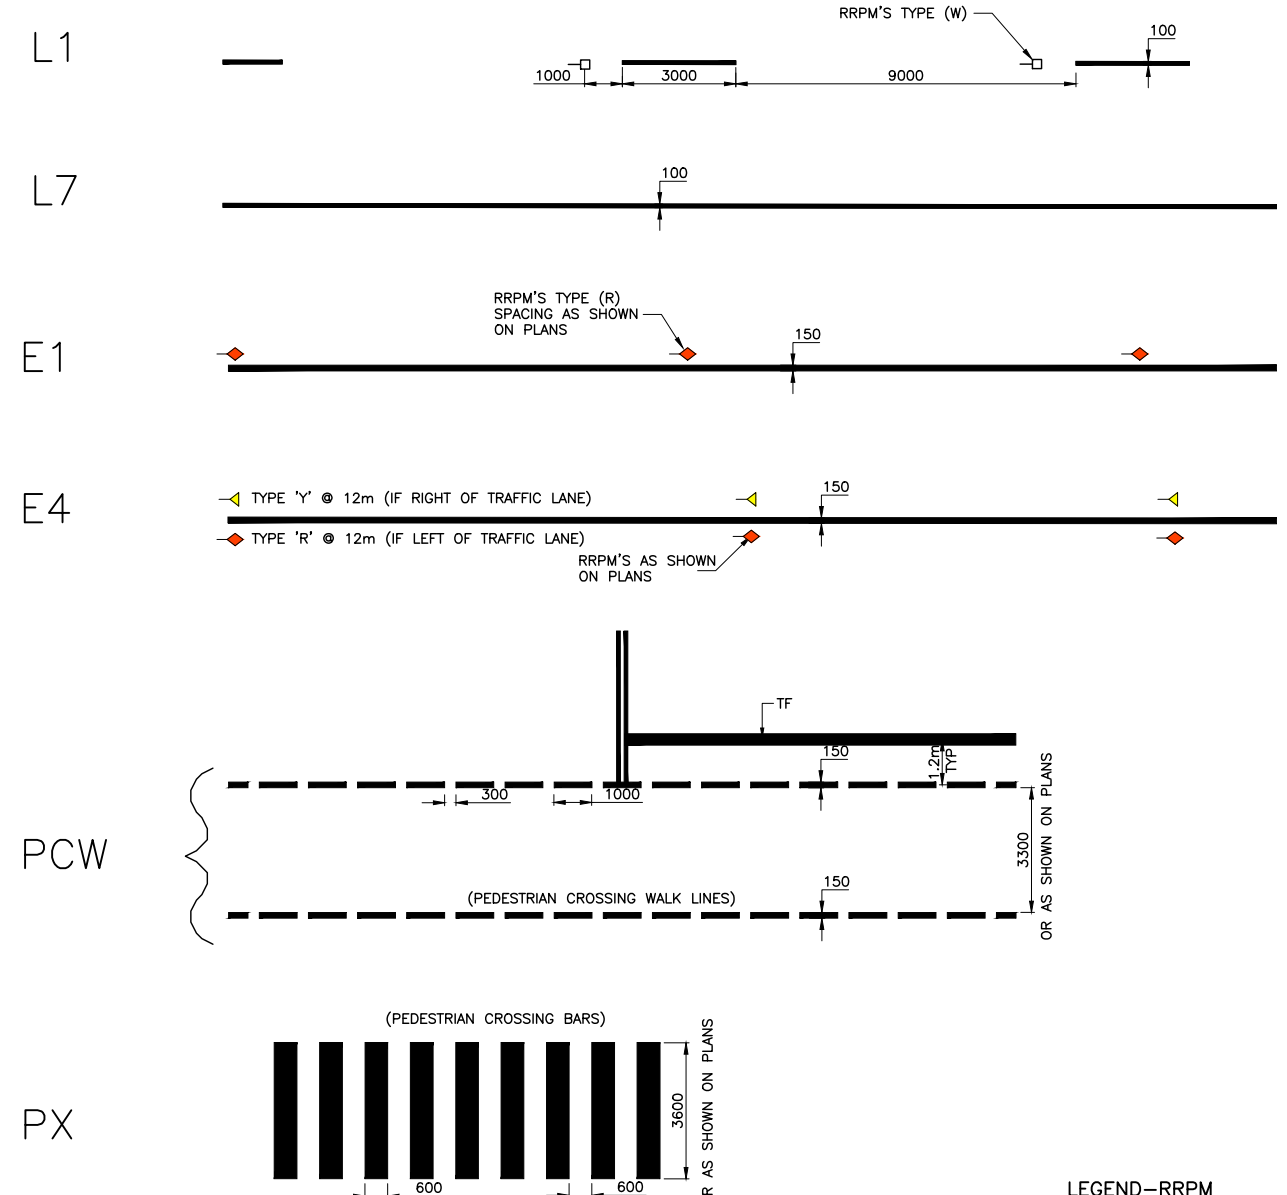 RRPM'S TYPE (W)
L1
100
1000
3000
9000
L7
100
RRPM'S TYPE (R)
SPACING AS SHOWN
ON PLANS
E1
150
E4
TYPE 'Y' @ 12m (IF RIGHT OF TRAFFIC LANE)
150
TYPE 'R' @ 12m (IF LEFT OF TRAFFIC LANE)
RRPM'S AS SHOWN
ON PLANS
TF
150
1.2m
TYP
300
1000
PCW
3300
OR AS SHOWN ON PLANS
(PEDESTRIAN CROSSING WALK LINES)
150
(PEDESTRIAN CROSSING BARS)
PX
3600
R AS SHOWN ON PLANS
600
600
LEGEND-RRPM